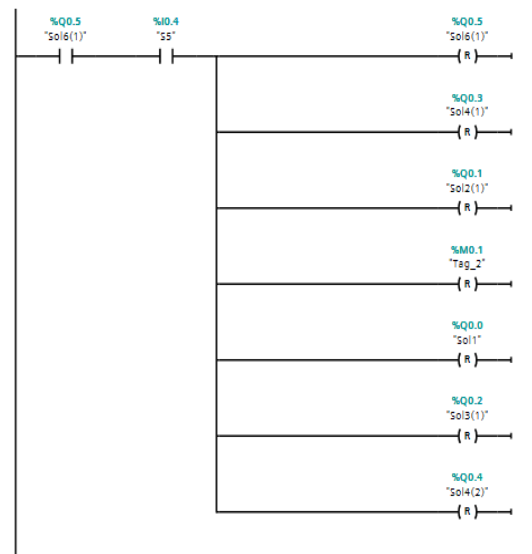 %Q0.5 %I0.4 %Q0.5
"Sol6(1)" "S5" "Sol6(1)"
R
%Q0.3
"Sol4(1)"
R
%Q0.1
"Sol2(1)"
R
%M0.1
"Tag_2"
R
%Q0.0
"Sol1"
R
%Q0.2
"Sol3(1)"
R
%Q0.4
"Sol4(2)"
R